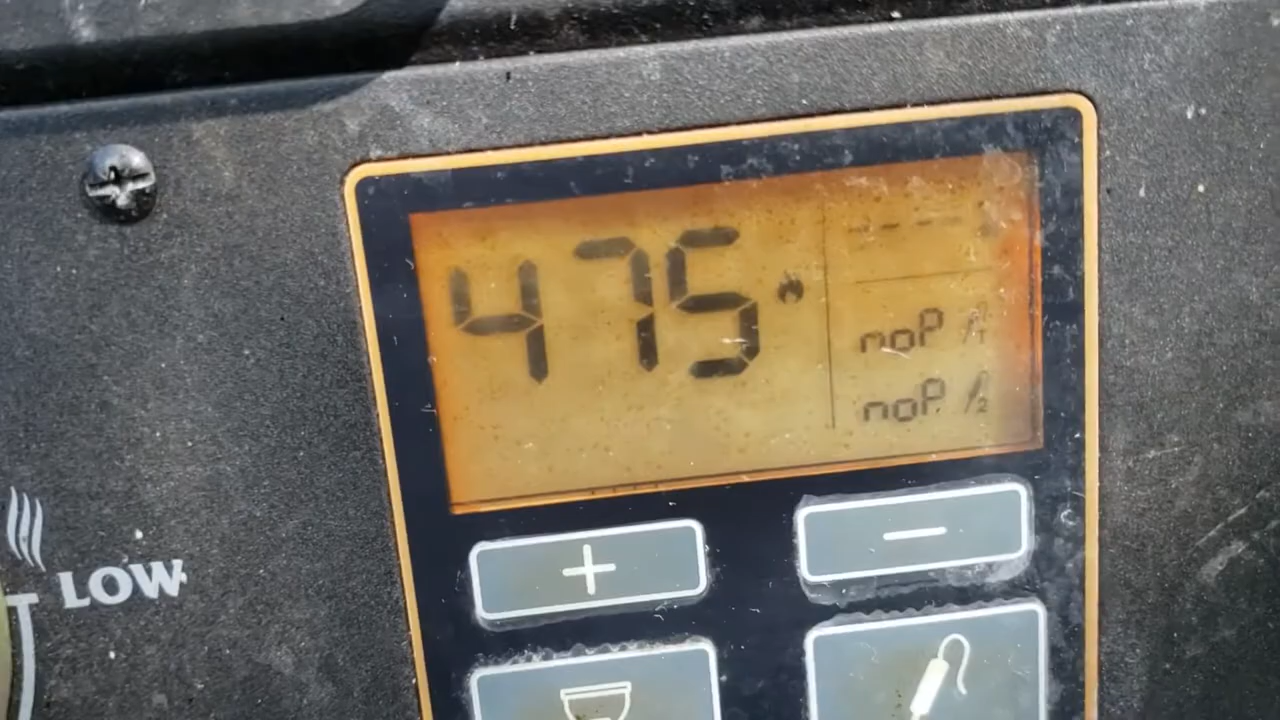 475
----
noP 1
noP 2
+ −
LOW